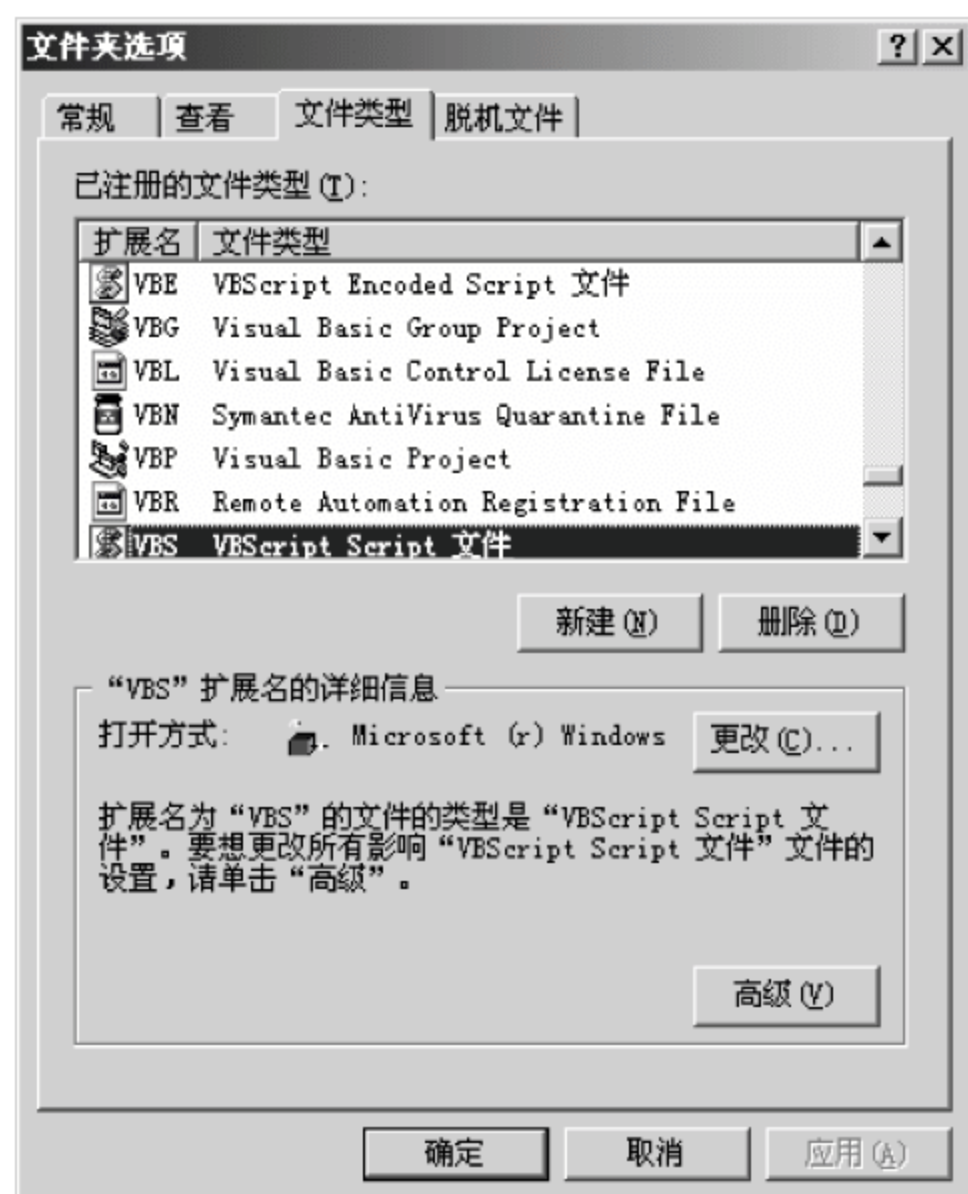 文件夹选项
常规 查看 文件类型 脱机文件
已注册的文件类型(T):
扩展名 文件类型
VBE VBScript Encoded Script 文件
VBG Visual Basic Group Project
VBL Visual Basic Control License File
VBN Symantec AntiVirus Quarantine File
VBP Visual Basic Project
VBR Remote Automation Registration File
VBS VBScript Script 文件
新建(N) 删除(D)
“VBS”扩展名的详细信息
打开方式: . Microsoft (r) Windows 更改(C)...
扩展名为“VBS”的文件的类型是“VBScript Script 文
件”。要想更改所有影响“VBScript Script 文件”文件的
设置,请单击“高级”。
高级(V)
确定 取消 应用(A)